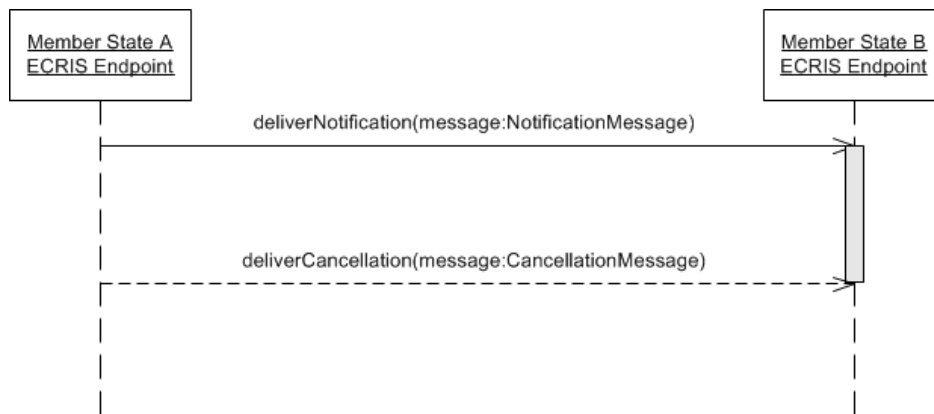 Member State A
ECRIS Endpoint
Member State B
ECRIS Endpoint
deliverNotification(message:NotificationMessage)
deliverCancellation(message:CancellationMessage)